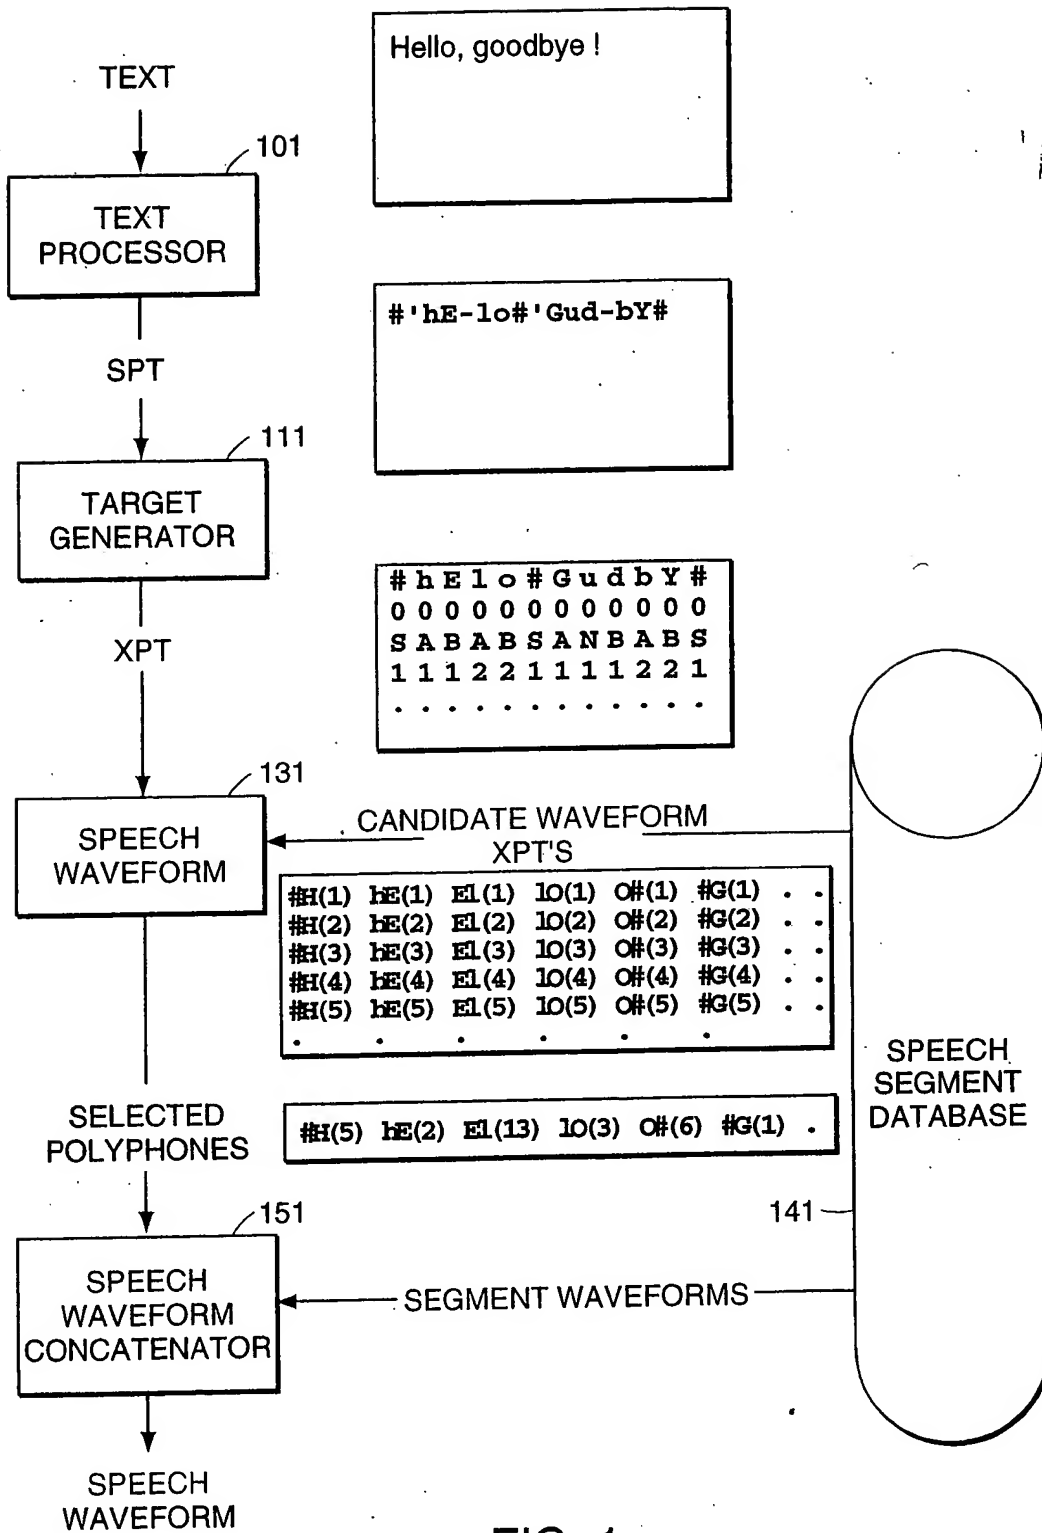 Hello, goodbye !
TEXT
101
TEXT
PROCESSOR
#'hE-lo#'Gud-bY#
SPT
111
TARGET
GENERATOR
# h E l o # G u d b Y #
0 0 0 0 0 0 0 0 0 0 0 0
S A B A B S A N B A B S
1 1 1 2 2 1 1 1 1 2 2 1
. . . . . . . . . . . .
XPT
131
SPEECH
WAVEFORM
CANDIDATE WAVEFORM
XPT'S
#H(1) hE(1) El(1) lO(1) O#(1) #G(1) . .
#H(2) hE(2) El(2) lO(2) O#(2) #G(2) . .
#H(3) hE(3) El(3) lO(3) O#(3) #G(3) . .
#H(4) hE(4) El(4) lO(4) O#(4) #G(4) . .
#H(5) hE(5) El(5) lO(5) O#(5) #G(5) . .
. . . . . .
SPEECH
SEGMENT
DATABASE
SELECTED
POLYPHONES
#H(5) hE(2) El(13) lO(3) O#(6) #G(1) .
151
141
SPEECH
WAVEFORM
CONCATENATOR
SEGMENT WAVEFORMS
SPEECH
WAVEFORM